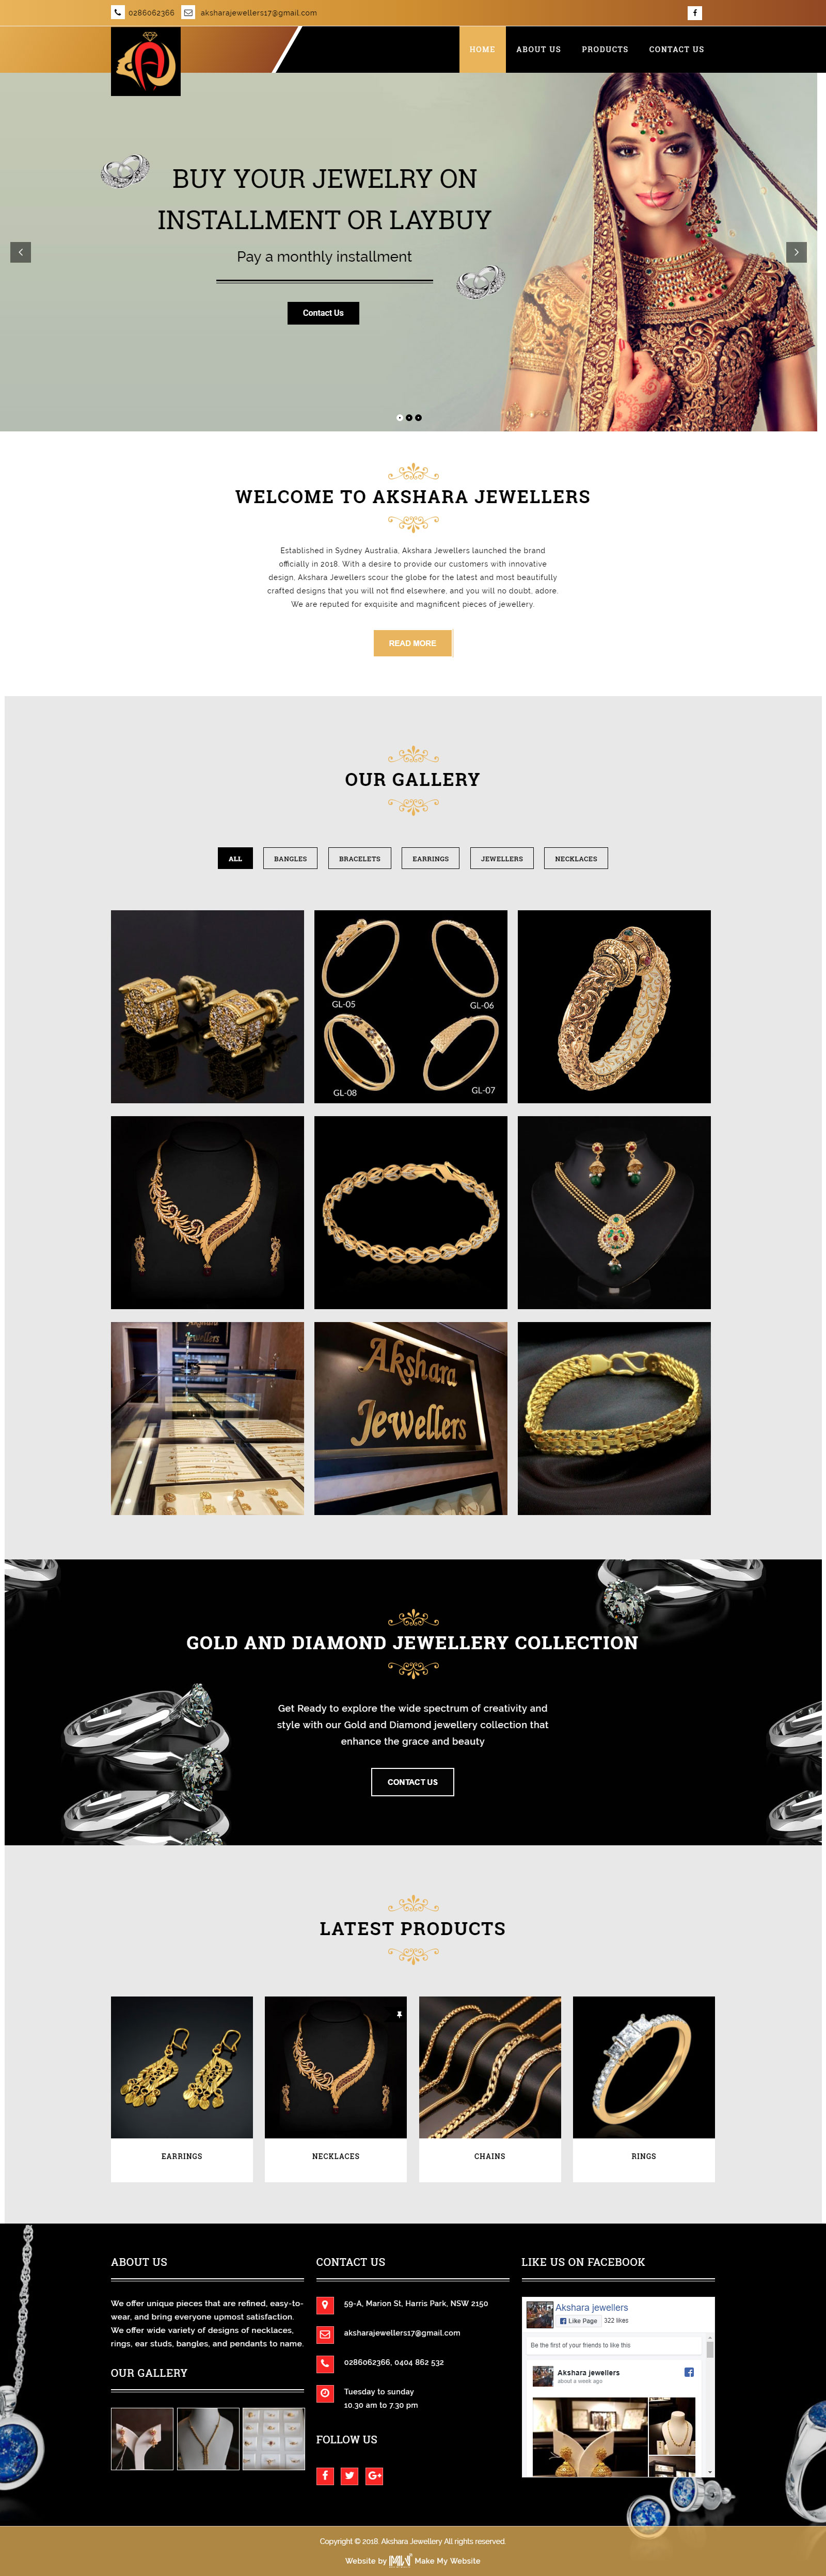 0286062366 aksharajewellers17@gmail.com
HOME ABOUT US PRODUCTS CONTACT US
BUY YOUR JEWELRY ON
INSTALLMENT OR LAYBUY
Pay a monthly installment
Contact Us
WELCOME TO AKSHARA JEWELLERS
Established in Sydney Australia, Akshara Jewellers launched the brand
officially in 2018. With a desire to provide our customers with innovative
design, Akshara Jewellers scour the globe for the latest and most beautifully
crafted designs that you will not find elsewhere, and you will no doubt, adore.
We are reputed for exquisite and magnificent pieces of jewellery.
READ MORE
OUR GALLERY
ALL BANGLES BRACELETS EARRINGS JEWELLERS NECKLACES
GL-05 GL-06
GL-08 GL-07
Akshara
Jewellers
Akshara
Jewellers
GOLD AND DIAMOND JEWELLERY COLLECTION
Get Ready to explore the wide spectrum of creativity and
style with our Gold and Diamond jewellery collection that
enhance the grace and beauty
CONTACT US
LATEST PRODUCTS
EARRINGS NECKLACES CHAINS RINGS
ABOUT US
We offer unique pieces that are refined, easy-to-
wear, and bring everyone upmost satisfaction.
We offer wide variety of designs of necklaces,
rings, ear studs, bangles, and pendants to name.
OUR GALLERY
CONTACT US
59-A, Marion St, Harris Park, NSW 2150
aksharajewellers17@gmail.com
0286062366, 0404 862 532
Tuesday to sunday
10.30 am to 7.30 pm
FOLLOW US
LIKE US ON FACEBOOK
Akshara jewellers
Like Page 322 likes
Be the first of your friends to like this
Akshara jewellers
about a week ago
Copyright © 2018. Akshara Jewellery All rights reserved.
Website by MMW Make My Website